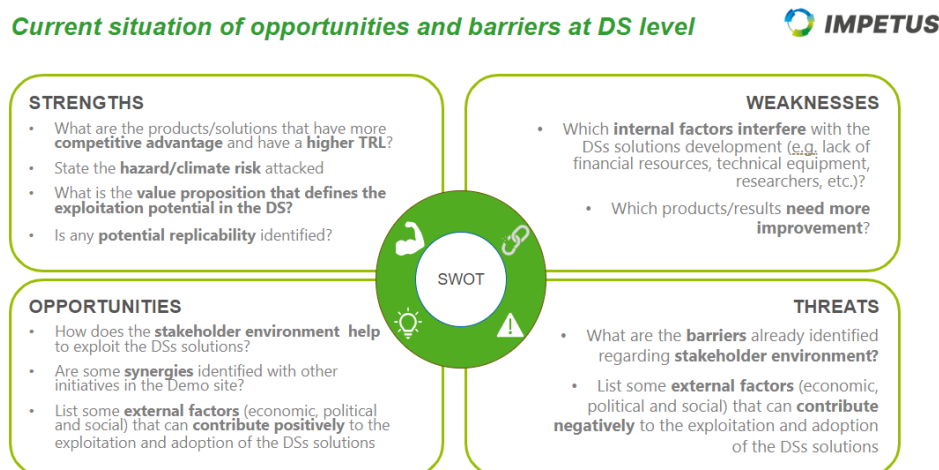 Current situation of opportunities and barriers at DS level
IMPETUS
STRENGTHS
• What are the products/solutions that have more
competitive advantage and have a higher TRL?
• State the hazard/climate risk attacked
• What is the value proposition that defines the
exploitation potential in the DS?
• Is any potential replicability identified?
WEAKNESSES
• Which internal factors interfere with the
DSs solutions development (e.g. lack of
financial resources, technical equipment,
researchers, etc.)?
• Which products/results need more
improvement?
SWOT
OPPORTUNITIES
• How does the stakeholder environment help
to exploit the DSs solutions?
• Are some synergies identified with other
initiatives in the Demo site?
• List some external factors (economic, political
and social) that can contribute positively to the
exploitation and adoption of the DSs solutions
THREATS
• What are the barriers already identified
regarding stakeholder environment?
• List some external factors (economic,
political and social) that can contribute
negatively to the exploitation and adoption
of the DSs solutions